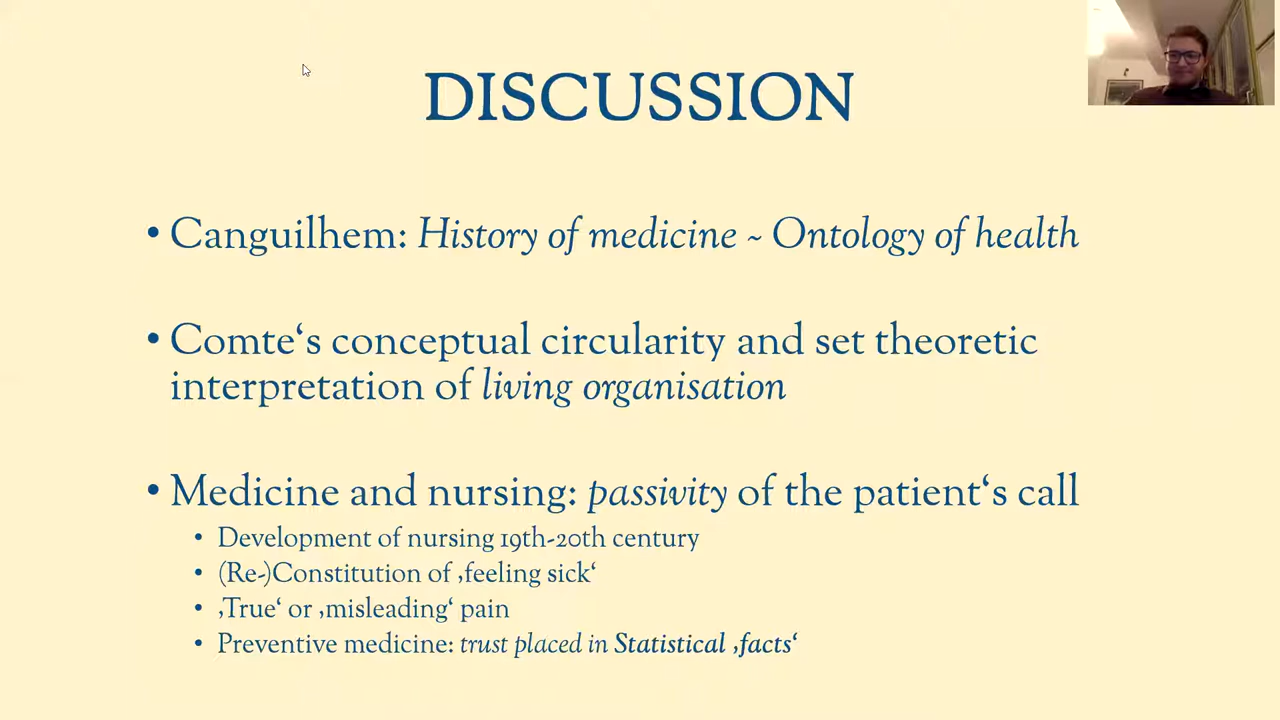 DISCUSSION
• Canguilhem: History of medicine ~ Ontology of health
• Comte‘s conceptual circularity and set theoretic
interpretation of living organisation
• Medicine and nursing: passivity of the patient‘s call
• Development of nursing 19th-20th century
• (Re-)Constitution of ‚feeling sick‘
• ‚True‘ or ‚misleading‘ pain
• Preventive medicine: trust placed in Statistical ‚facts‘